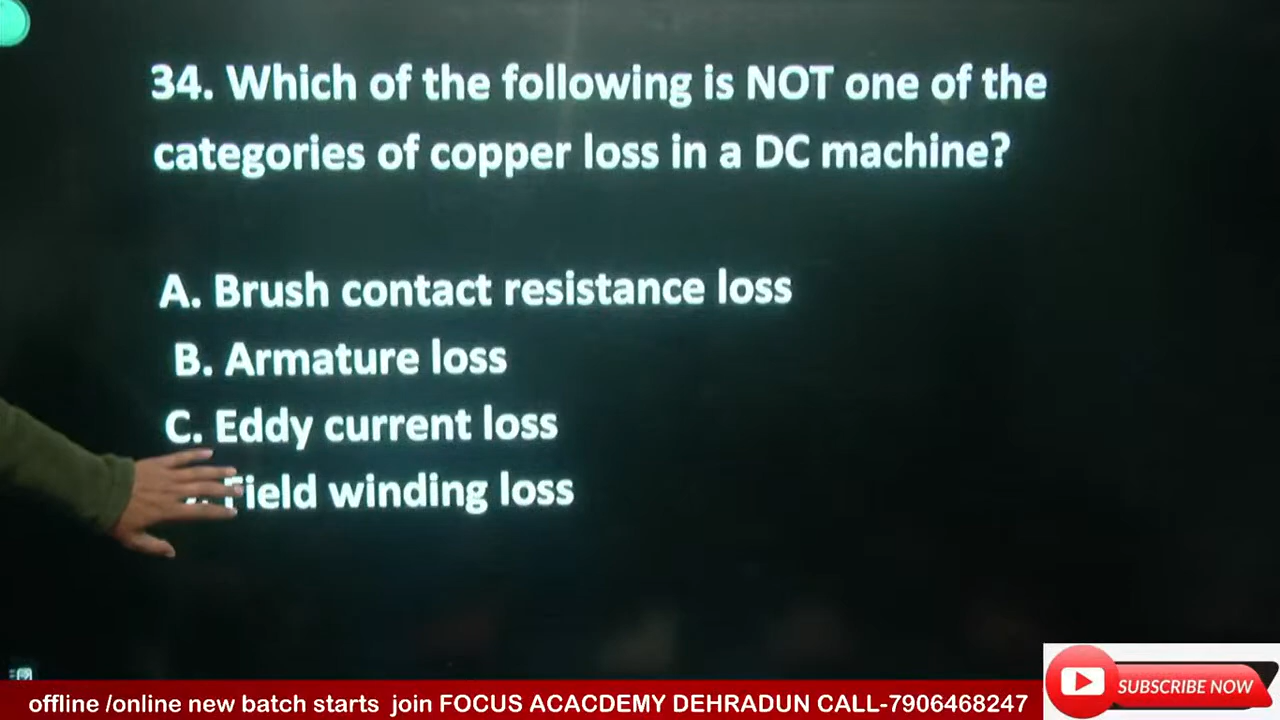 34. Which of the following is NOT one of the
categories of copper loss in a DC machine?
A. Brush contact resistance loss
B. Armature loss
C. Eddy current loss
Field winding loss
offline /online new batch starts join FOCUS ACACDEMY DEHRADUN CALL-7906468247
SUBSCRIBE NOW